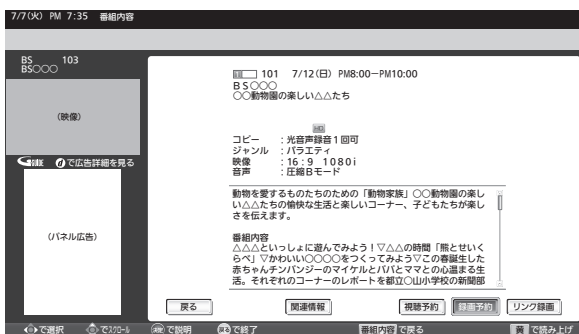 7/7(火) PM 7:35 番組内容
BS 103
BS○○○
(映像)
dで広告詳細を見る
(パネル広告)
101 7/12(日) PM8:00−PM10:00
BS○○○
○○動物園の楽しい△△たち
HD
コピー :光音声録音1回可
ジャンル :バラエティ
映像 :16:9 1080i
音声 :圧縮Bモード
動物を愛するものたちのための「動物家族」○○動物園の楽し
い△△たちの愉快な生活と楽しいコーナー、子どもたちが楽し
さを伝えます。
番組内容
△△△といっしょに遊んでみよう!▽△△の時間「熊とせいく
らべ」▽かわいい○○○○をつくってみよう▽この春誕生した
赤ちゃんチンパンジーのマイケルとパパとママとの心温まる生
活。それぞれのコーナーのレポートを都立○山小学校の新聞部
戻る 関連情報 視聴予約 録画予約 リンク録画
で選択 でスクロール で説明 で終了 番組内容で戻る 黄で読み上げ